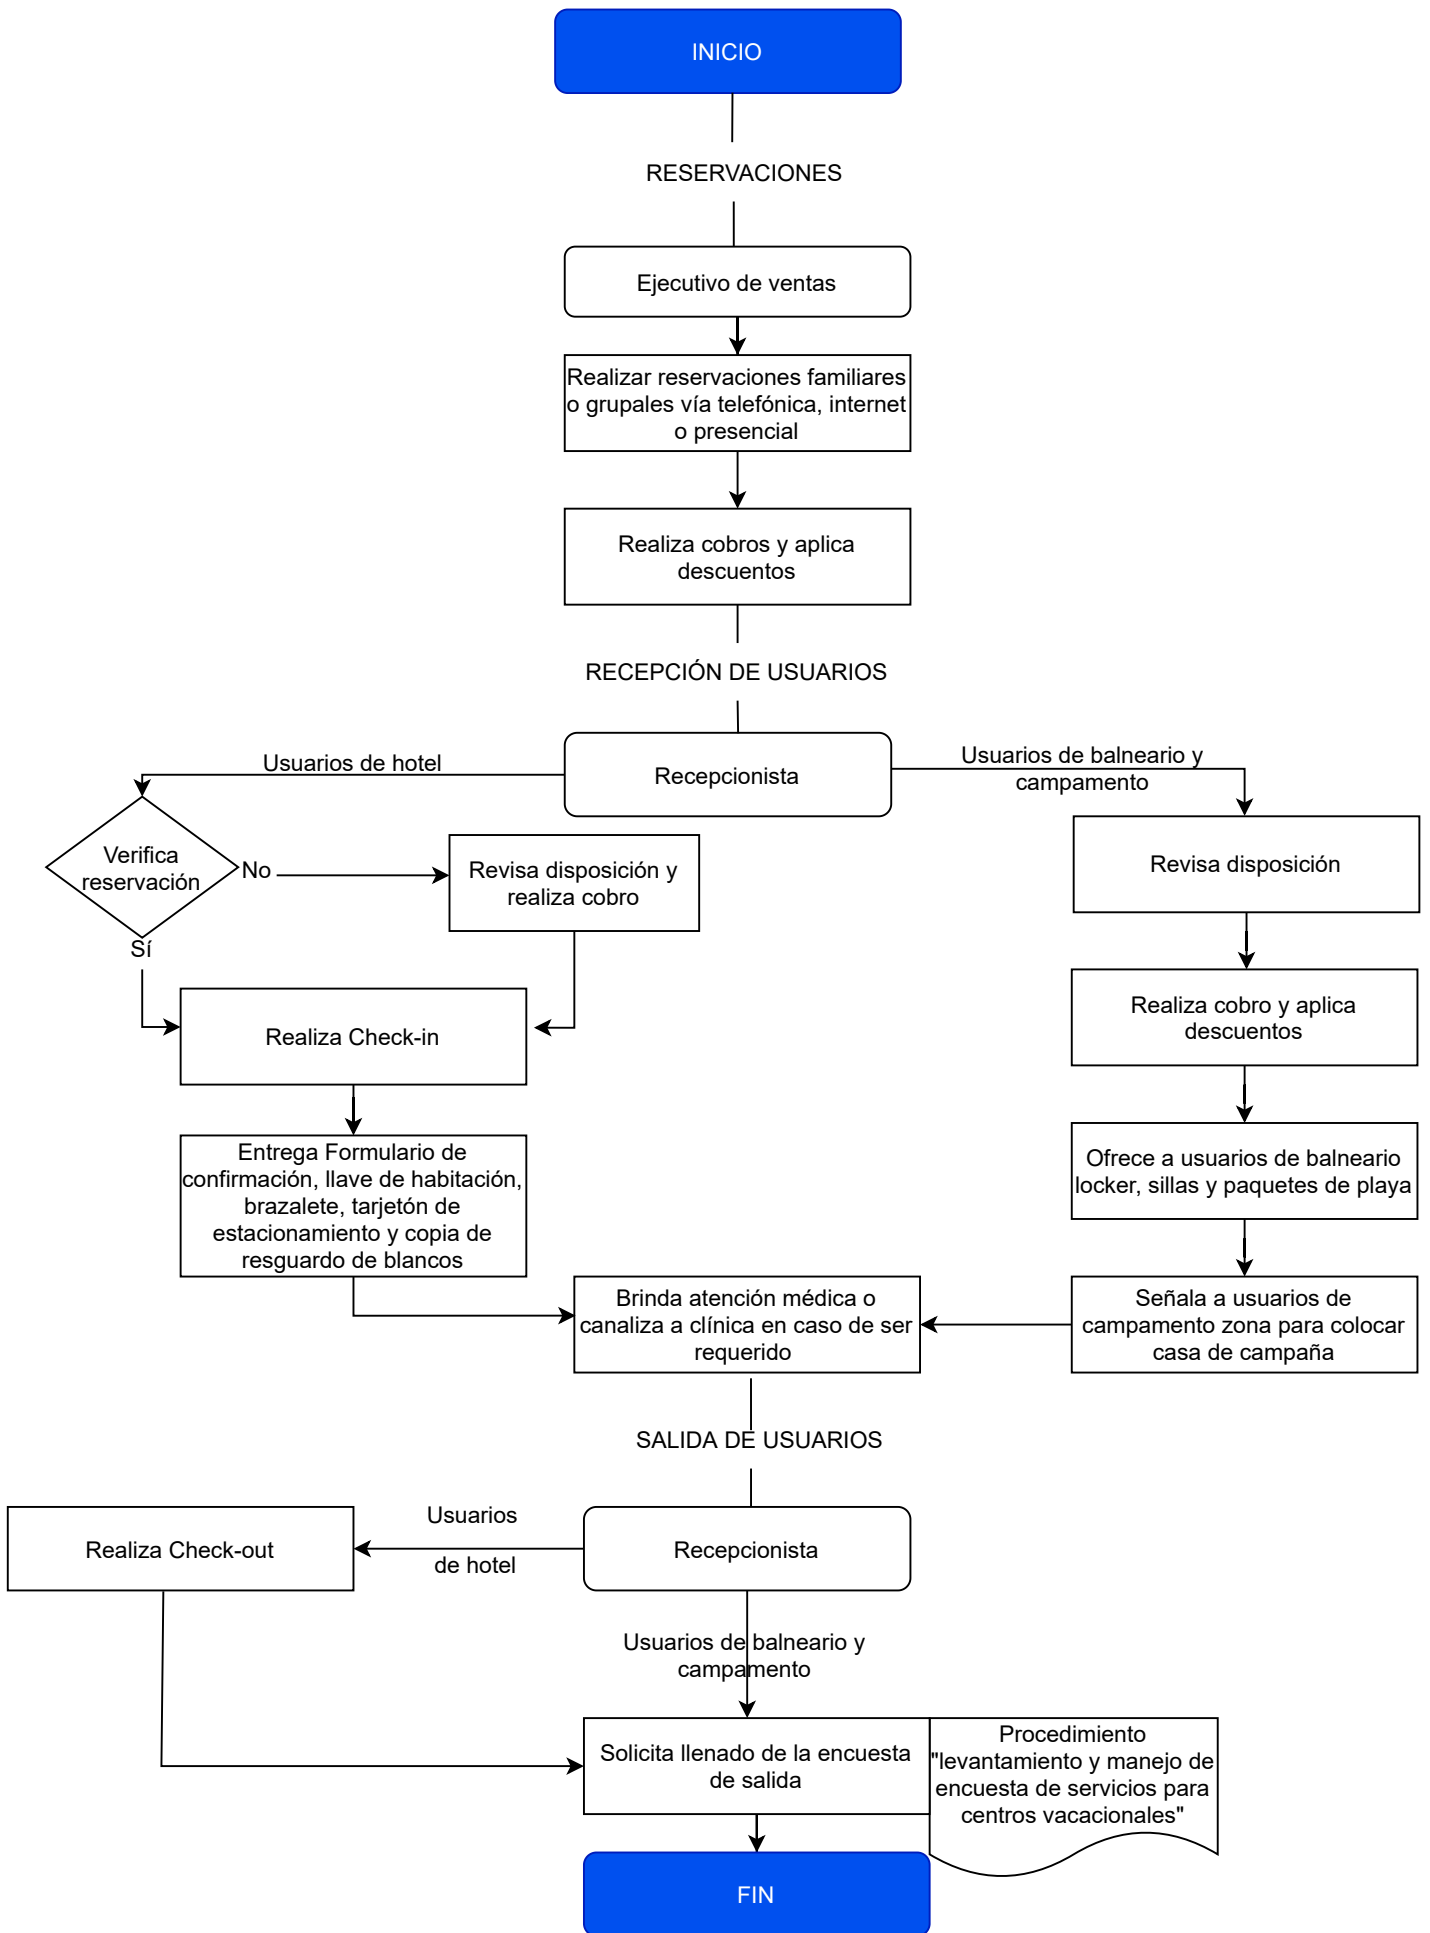 INICIO
RESERVACIONES
Ejecutivo de ventas
Realizar reservaciones familiares
o grupales vía telefónica, internet
o presencial
Realiza cobros y aplica
descuentos
RECEPCIÓN DE USUARIOS
Usuarios de hotel
Recepcionista
Usuarios de balneario y
campamento
Verifica
reservación
No
Revisa disposición y
realiza cobro
Revisa disposición
Sí
Realiza Check-in
Realiza cobro y aplica
descuentos
Entrega Formulario de
confirmación, llave de habitación,
brazalete, tarjetón de
estacionamiento y copia de
resguardo de blancos
Ofrece a usuarios de balneario
locker, sillas y paquetes de playa
Brinda atención médica o
canaliza a clínica en caso de ser
requerido
Señala a usuarios de
campamento zona para colocar
casa de campaña
SALIDA DE USUARIOS
Realiza Check-out
Usuarios
de hotel
Recepcionista
Usuarios de balneario y
campamento
Solicita llenado de la encuesta
de salida
Procedimiento
"levantamiento y manejo de
encuesta de servicios para
centros vacacionales"
FIN